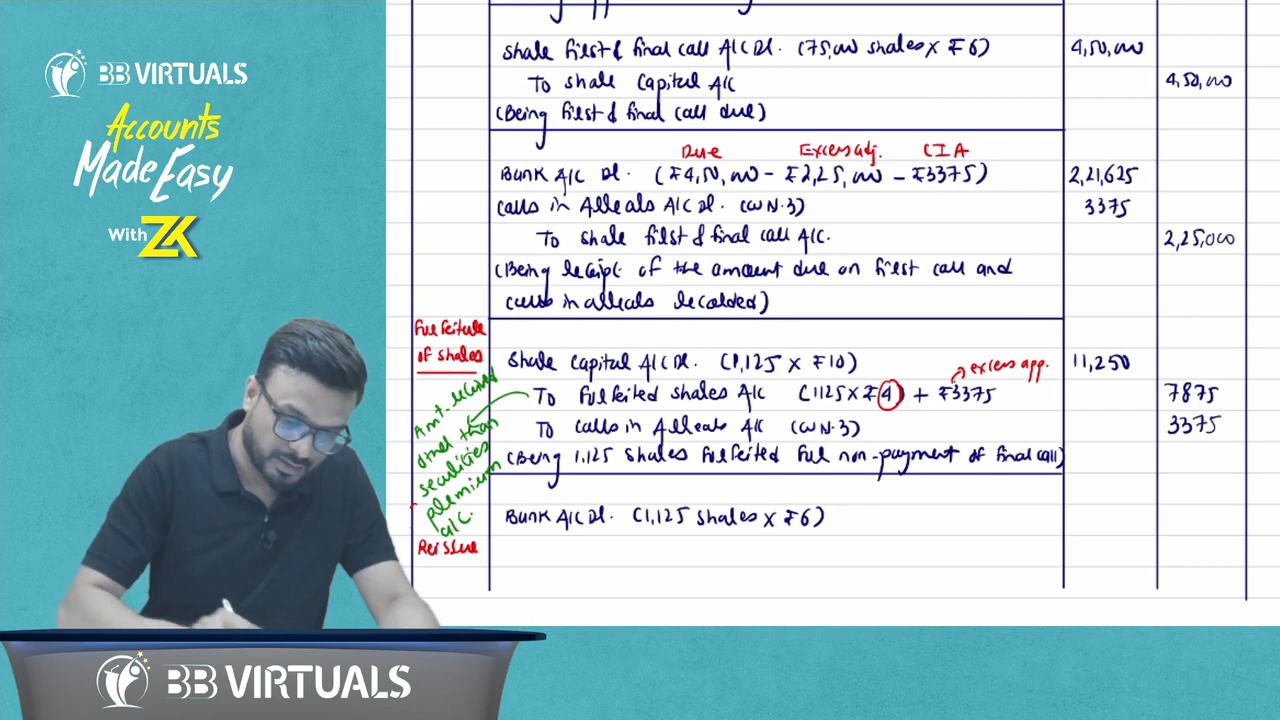 BB VIRTUALS
Accounts
Made Easy
With ZK
Share first & final call A/C Dr. (75,000 shares x ₹6) 4,50,000
To share capital A/C 4,50,000
(Being first & final call due)
Due Excess adj. CIA
Bank A/C Dr. (₹4,50,000 - ₹2,25,000 - ₹3375) 2,21,625
Calls in Arrears A/C Dr. (WN.3) 3375
To share first & final call A/C. 2,25,000
(Being receipt of the amount due on first call and
calls in arrears recorded)
Forfeiture
of shares
Share capital A/C Dr. (1,125 x ₹10) 11,250
excess app.
To forfeited shares A/C (1125 x ₹4) + ₹3375 7875
To calls in Arrears A/C (WN.3) 3375
(Being 1,125 shares forfeited for non-payment of final call)
Amt. received
other than
securities
premium
a/c.
Reissue
Bank A/C Dr. (1,125 shares x ₹6)
BB VIRTUALS